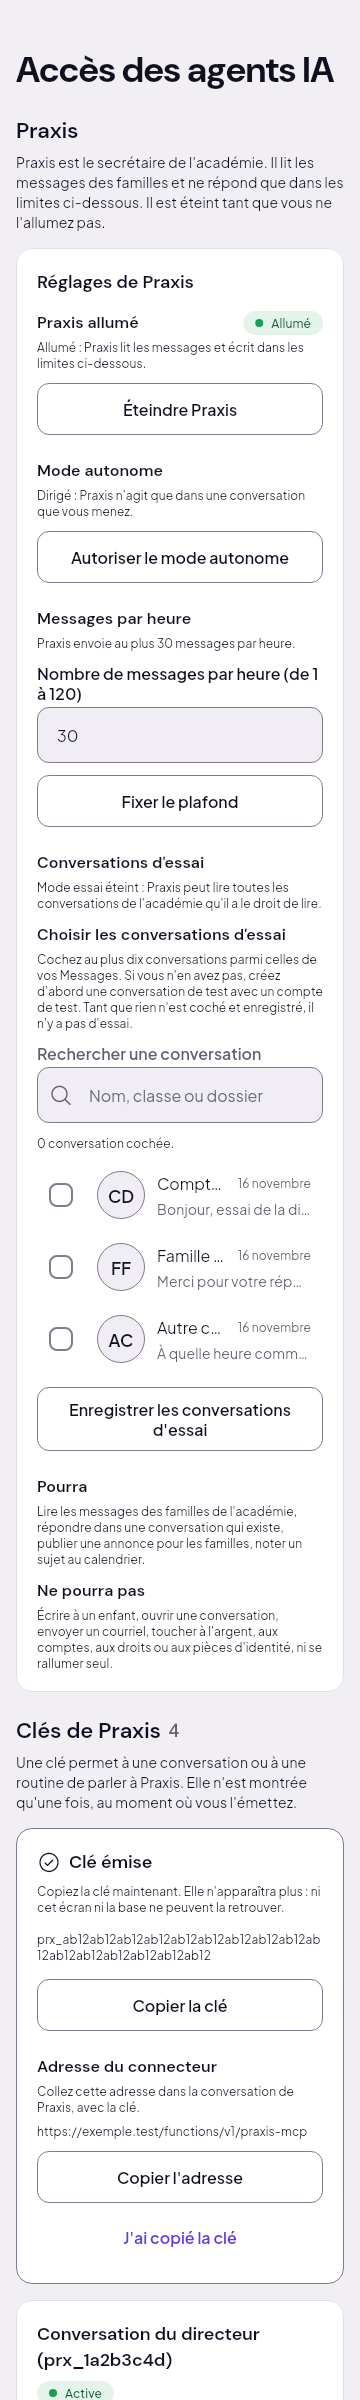 Accès des agents IA
Praxis
Praxis est le secrétaire de l'académie. Il lit les
messages des familles et ne répond que dans les
limites ci-dessous. Il est éteint tant que vous ne
l'allumez pas.
Réglages de Praxis
Praxis allumé
Allumé
Allumé : Praxis lit les messages et écrit dans les
limites ci-dessous.
Éteindre Praxis
Mode autonome
Dirigé : Praxis n'agit que dans une conversation
que vous menez.
Autoriser le mode autonome
Messages par heure
Praxis envoie au plus 30 messages par heure.
Nombre de messages par heure (de 1
à 120)
30
Fixer le plafond
Conversations d'essai
Mode essai éteint : Praxis peut lire toutes les
conversations de l'académie qu'il a le droit de lire.
Choisir les conversations d'essai
Cochez au plus dix conversations parmi celles de
vos Messages. Si vous n'en avez pas, créez
d'abord une conversation de test avec un compte
de test. Tant que rien n'est coché et enregistré, il
n'y a pas d'essai.
Rechercher une conversation
Nom, classe ou dossier
0 conversation cochée.
CD
Compt...
16 novembre
Bonjour, essai de la di...
FF
Famille ...
16 novembre
Merci pour votre rép...
AC
Autre c...
16 novembre
À quelle heure comm...
Enregistrer les conversations
d'essai
Pourra
Lire les messages des familles de l'académie,
répondre dans une conversation qui existe,
publier une annonce pour les familles, noter un
sujet au calendrier.
Ne pourra pas
Écrire à un enfant, ouvrir une conversation,
envoyer un courriel, toucher à l'argent, aux
comptes, aux droits ou aux pièces d'identité, ni se
rallumer seul.
Clés de Praxis 4
Une clé permet à une conversation ou à une
routine de parler à Praxis. Elle n'est montrée
qu'une fois, au moment où vous l'émettez.
Clé émise
Copiez la clé maintenant. Elle n'apparaîtra plus : ni
cet écran ni la base ne peuvent la retrouver.
prx_ab12ab12ab12ab12ab12ab12ab12ab12ab12ab
12ab12ab12ab12ab12ab12ab12
Copier la clé
Adresse du connecteur
Collez cette adresse dans la conversation de
Praxis, avec la clé.
https://exemple.test/functions/v1/praxis-mcp
Copier l'adresse
J'ai copié la clé
Conversation du directeur
(prx_1a2b3c4d)
Active